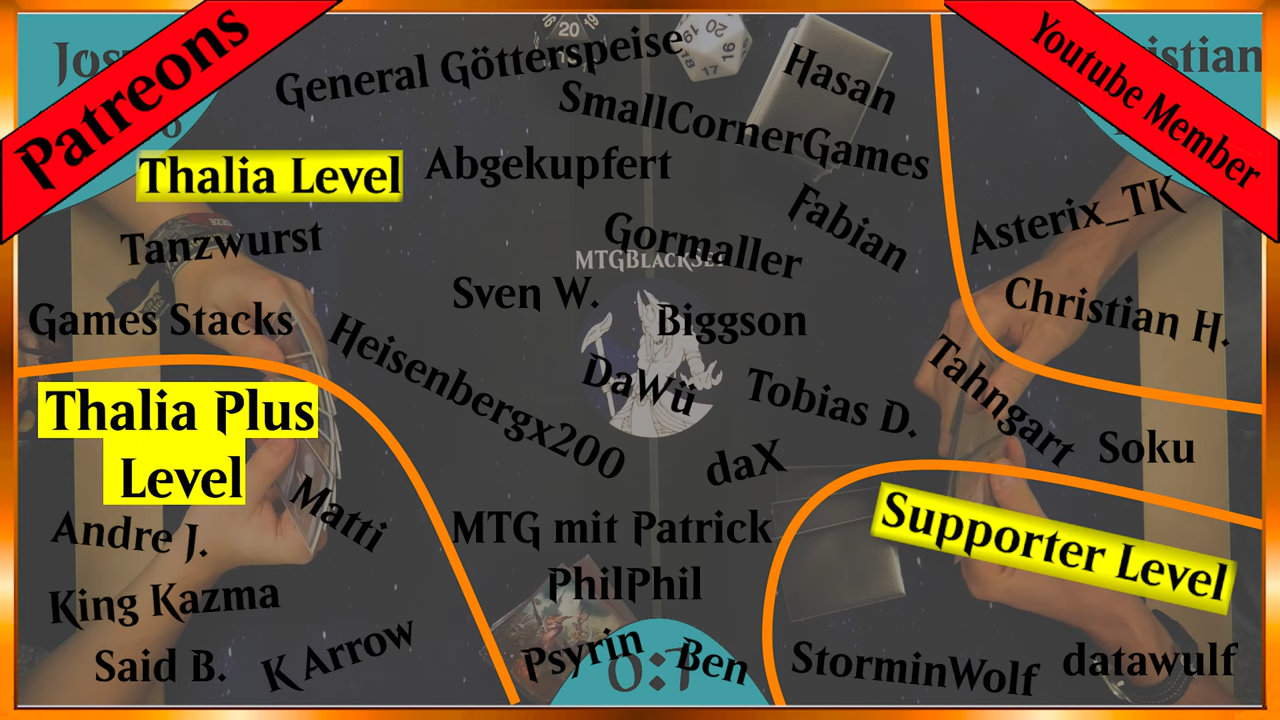 Patreons
Youtube Member
General Götterspeise
Hasan
SmallCornerGames
Thalia Level
Abgekupfert
Fabian
Asterix_TK
Tanzwurst
Gormaller
MTGBLACKSET
Sven W.
Christian H.
Games Stacks
Biggson
Heisenbergx200
DaWü
Tobias D.
Tahngart
Soku
Thalia Plus
Level
daX
Matti
Andre J.
MTG mit Patrick
Supporter Level
PhilPhil
King Kazma
Said B.
K Arrow
Psyrin
Ben
0:1
StorminWolf
datawulf